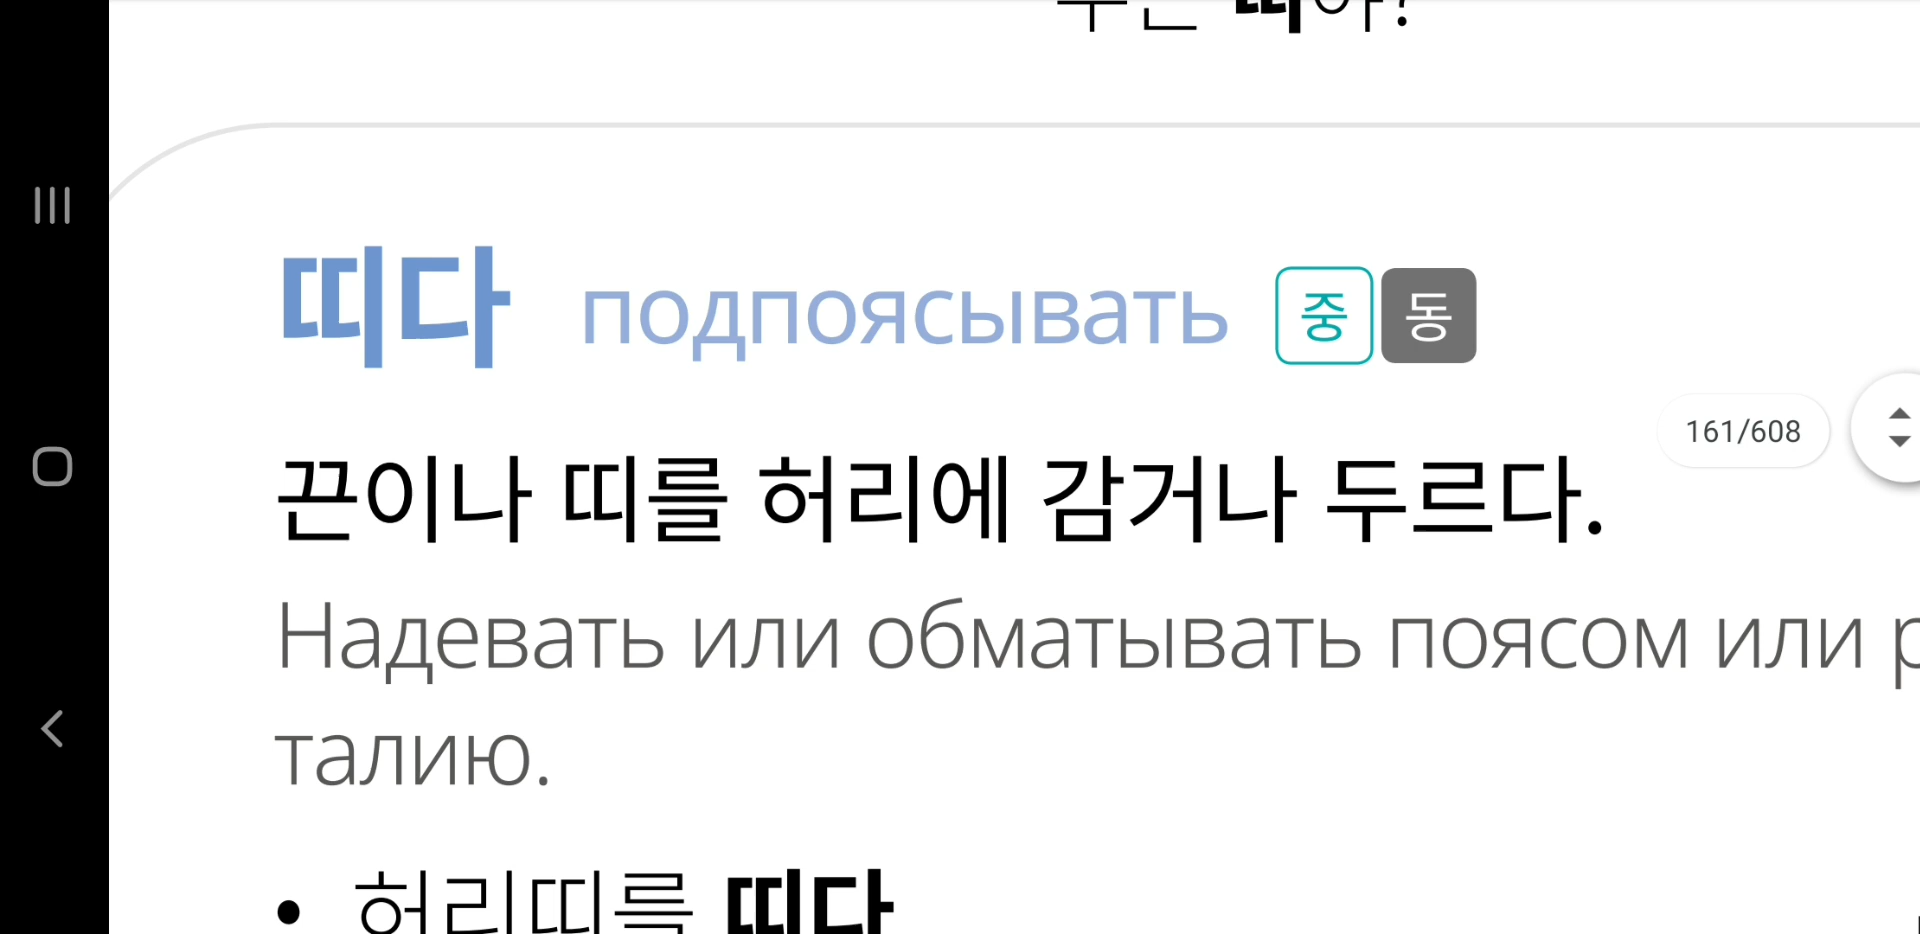 띠다 подпоясывать 중 동
161/608
끈이나 띠를 허리에 감거나 두르다.
Надевать или обматывать поясом или
талию.
• 허리띠를 띠다